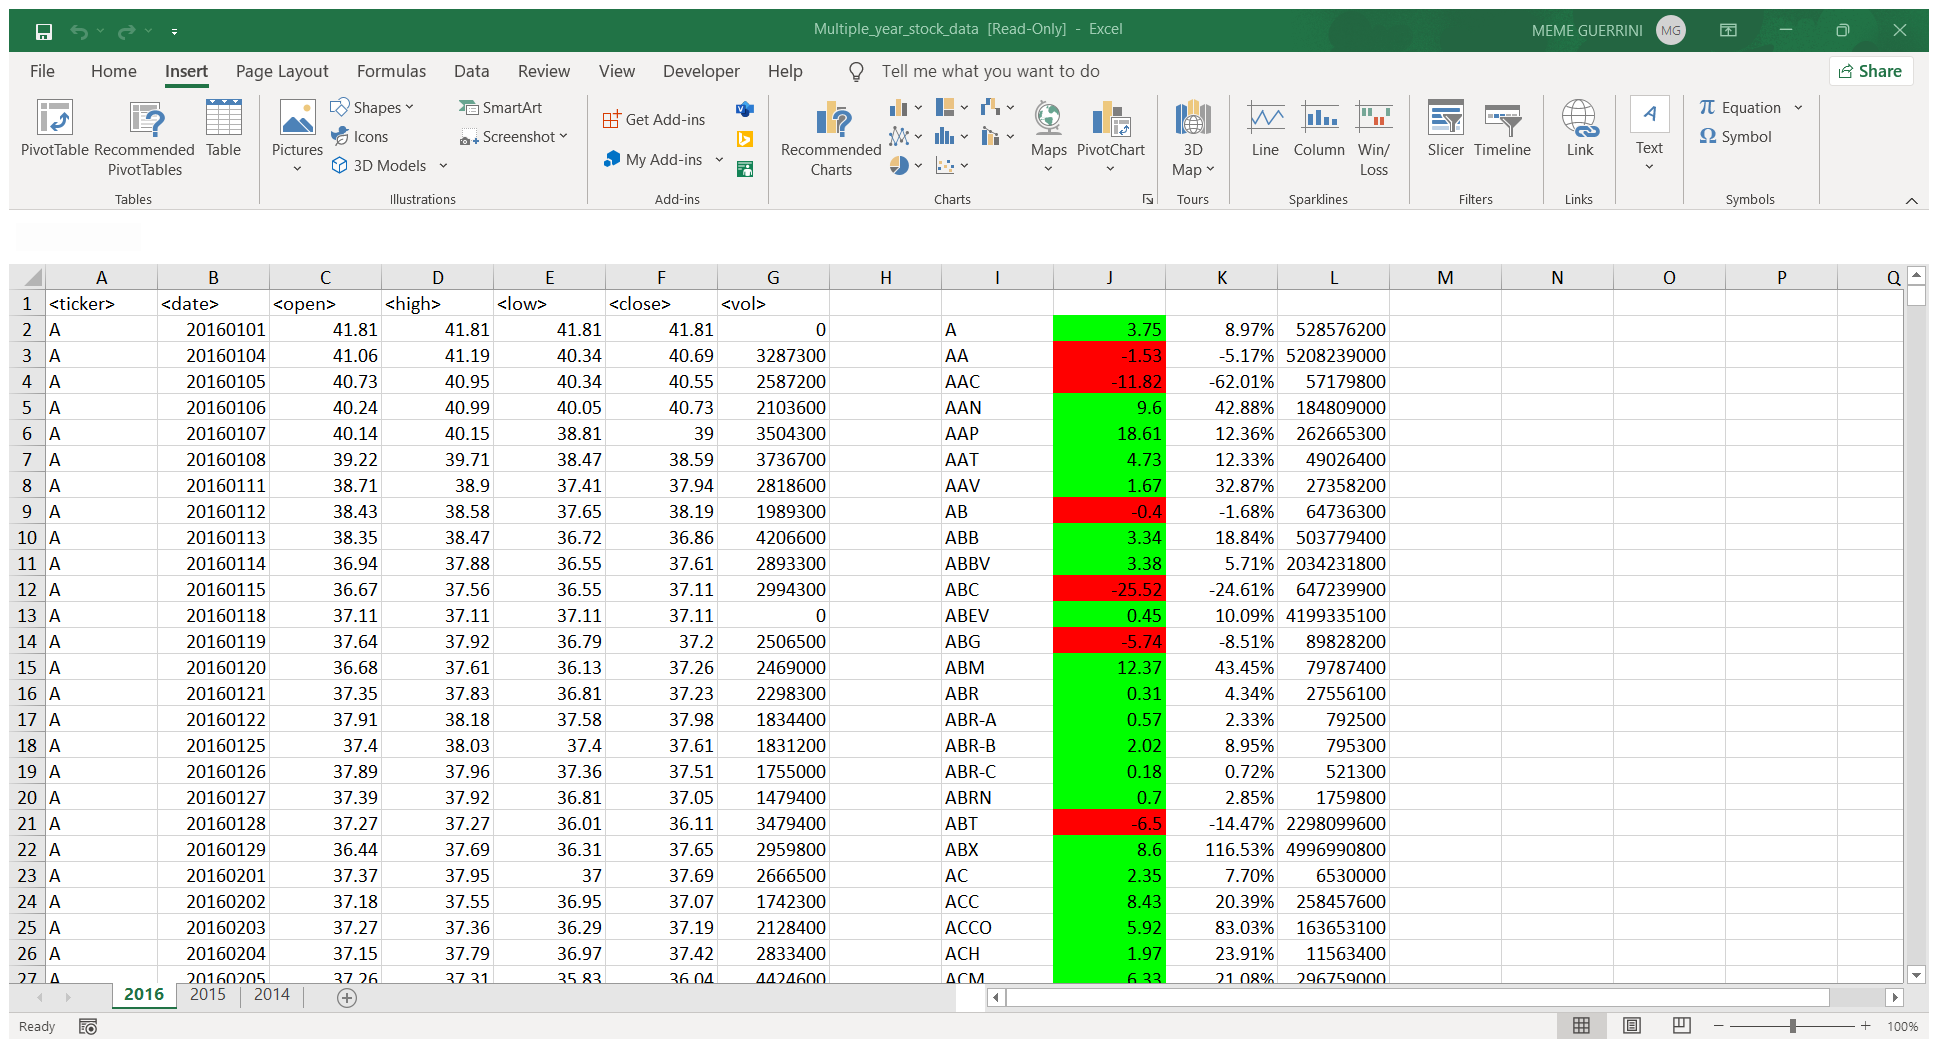 Multiple_year_stock_data [Read-Only] - Excel
MEME GUERRINI MG
File Home Insert Page Layout Formulas Data Review View Developer Help Tell me what you want to do Share
PivotTable
Recommended PivotTables
Table
Tables
Pictures
Shapes
Icons
3D Models
SmartArt
Screenshot
Illustrations
Get Add-ins
My Add-ins
Add-ins
Recommended Charts
Maps
PivotChart
Charts
3D Map
Tours
Line
Column
Win/Loss
Sparklines
Slicer
Timeline
Filters
Link
Links
Text
Equation
Symbol
Symbols
A B C D E F G H I J K L M N O P Q
1 <ticker> <date> <open> <high> <low> <close> <vol>
2 A 20160101 41.81 41.81 41.81 41.81 0 A 3.75 8.97% 528576200
3 A 20160104 41.06 41.19 40.34 40.69 3287300 AA -1.53 -5.17% 5208239000
4 A 20160105 40.73 40.95 40.34 40.55 2587200 AAC -11.82 -62.01% 57179800
5 A 20160106 40.24 40.99 40.05 40.73 2103600 AAN 9.6 42.88% 184809000
6 A 20160107 40.14 40.15 38.81 39 3504300 AAP 18.61 12.36% 262665300
7 A 20160108 39.22 39.71 38.47 38.59 3736700 AAT 4.73 12.33% 49026400
8 A 20160111 38.71 38.9 37.41 37.94 2818600 AAV 1.67 32.87% 27358200
9 A 20160112 38.43 38.58 37.65 38.19 1989300 AB -0.4 -1.68% 64736300
10 A 20160113 38.35 38.47 36.72 36.86 4206600 ABB 3.34 18.84% 503779400
11 A 20160114 36.94 37.88 36.55 37.61 2893300 ABBV 3.38 5.71% 2034231800
12 A 20160115 36.67 37.56 36.55 37.11 2994300 ABC -25.52 -24.61% 647239900
13 A 20160118 37.11 37.11 37.11 37.11 0 ABEV 0.45 10.09% 4199335100
14 A 20160119 37.64 37.92 36.79 37.2 2506500 ABG -5.74 -8.51% 89828200
15 A 20160120 36.68 37.61 36.13 37.26 2469000 ABM 12.37 43.45% 79787400
16 A 20160121 37.35 37.83 36.81 37.23 2298300 ABR 0.31 4.34% 27556100
17 A 20160122 37.91 38.18 37.58 37.98 1834400 ABR-A 0.57 2.33% 792500
18 A 20160125 37.4 38.03 37.4 37.61 1831200 ABR-B 2.02 8.95% 795300
19 A 20160126 37.89 37.96 37.36 37.51 1755000 ABR-C 0.18 0.72% 521300
20 A 20160127 37.39 37.92 36.81 37.05 1479400 ABRN 0.7 2.85% 1759800
21 A 20160128 37.27 37.27 36.01 36.11 3479400 ABT -6.5 -14.47% 2298099600
22 A 20160129 36.44 37.69 36.31 37.65 2959800 ABX 8.6 116.53% 4996990800
23 A 20160201 37.37 37.95 37 37.69 2666500 AC 2.35 7.70% 6530000
24 A 20160202 37.18 37.55 36.95 37.07 1742300 ACC 8.43 20.39% 258457600
25 A 20160203 37.27 37.36 36.29 37.19 2128400 ACCO 5.92 83.03% 163653100
26 A 20160204 37.15 37.79 36.97 37.42 2833400 ACH 1.97 23.91% 11563400
27 A 20160205 37.26 37.31 35.83 36.04 4424600 ACM 6.33 21.08% 296759000
2016 2015 2014
Ready
100%